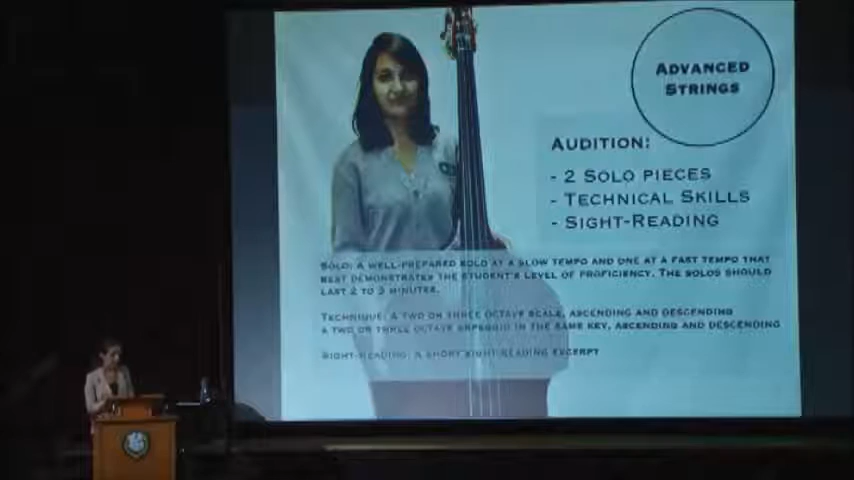 ADVANCED
STRINGS
AUDITION:
- 2 SOLO PIECES
- TECHNICAL SKILLS
- SIGHT-READING
SOLO: A WELL-PREPARED SOLO AT A SLOW TEMPO AND ONE AT A FAST TEMPO THAT
BEST DEMONSTRATES THE STUDENT'S LEVEL OF PROFICIENCY. THE SOLOS SHOULD
LAST 2 TO 3 MINUTES.
TECHNIQUE: A TWO OR THREE OCTAVE SCALE, ASCENDING AND DESCENDING
A TWO OR THREE OCTAVE ARPEGGIO IN THE SAME KEY, ASCENDING AND DESCENDING
SIGHT-READING: A SHORT SIGHT-READING EXCERPT